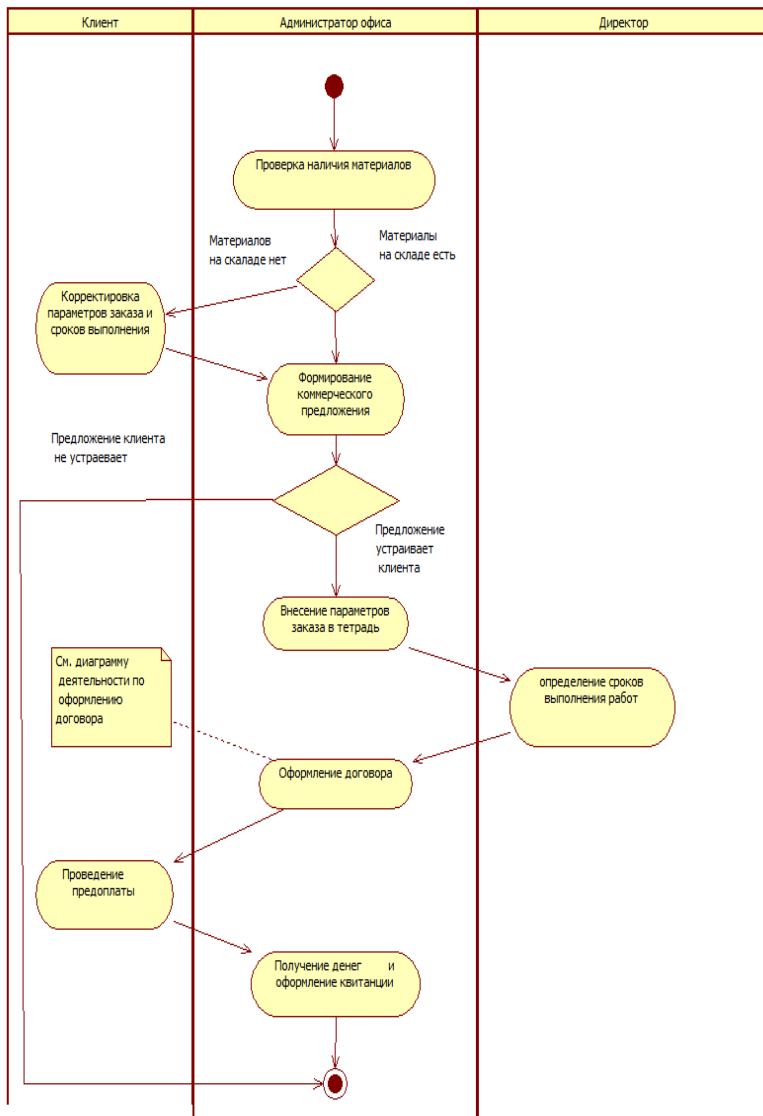 Клиент
Администратор офиса
Директор
Проверка наличия материалов
Материалов
на скаладе нет
Материалы
на складе есть
Корректировка
параметров заказа и
сроков выполнения
Формирование
коммерческого
предложения
Предложение клиента
не устраевает
Предложение
устраивает
клиента
Внесение параметров
заказа в тетрадь
См. диаграмму
деятельности по
оформлению
договора
определение сроков
выполнения работ
Оформление договора
Проведение
предоплаты
Получение денег и
оформление квитанции